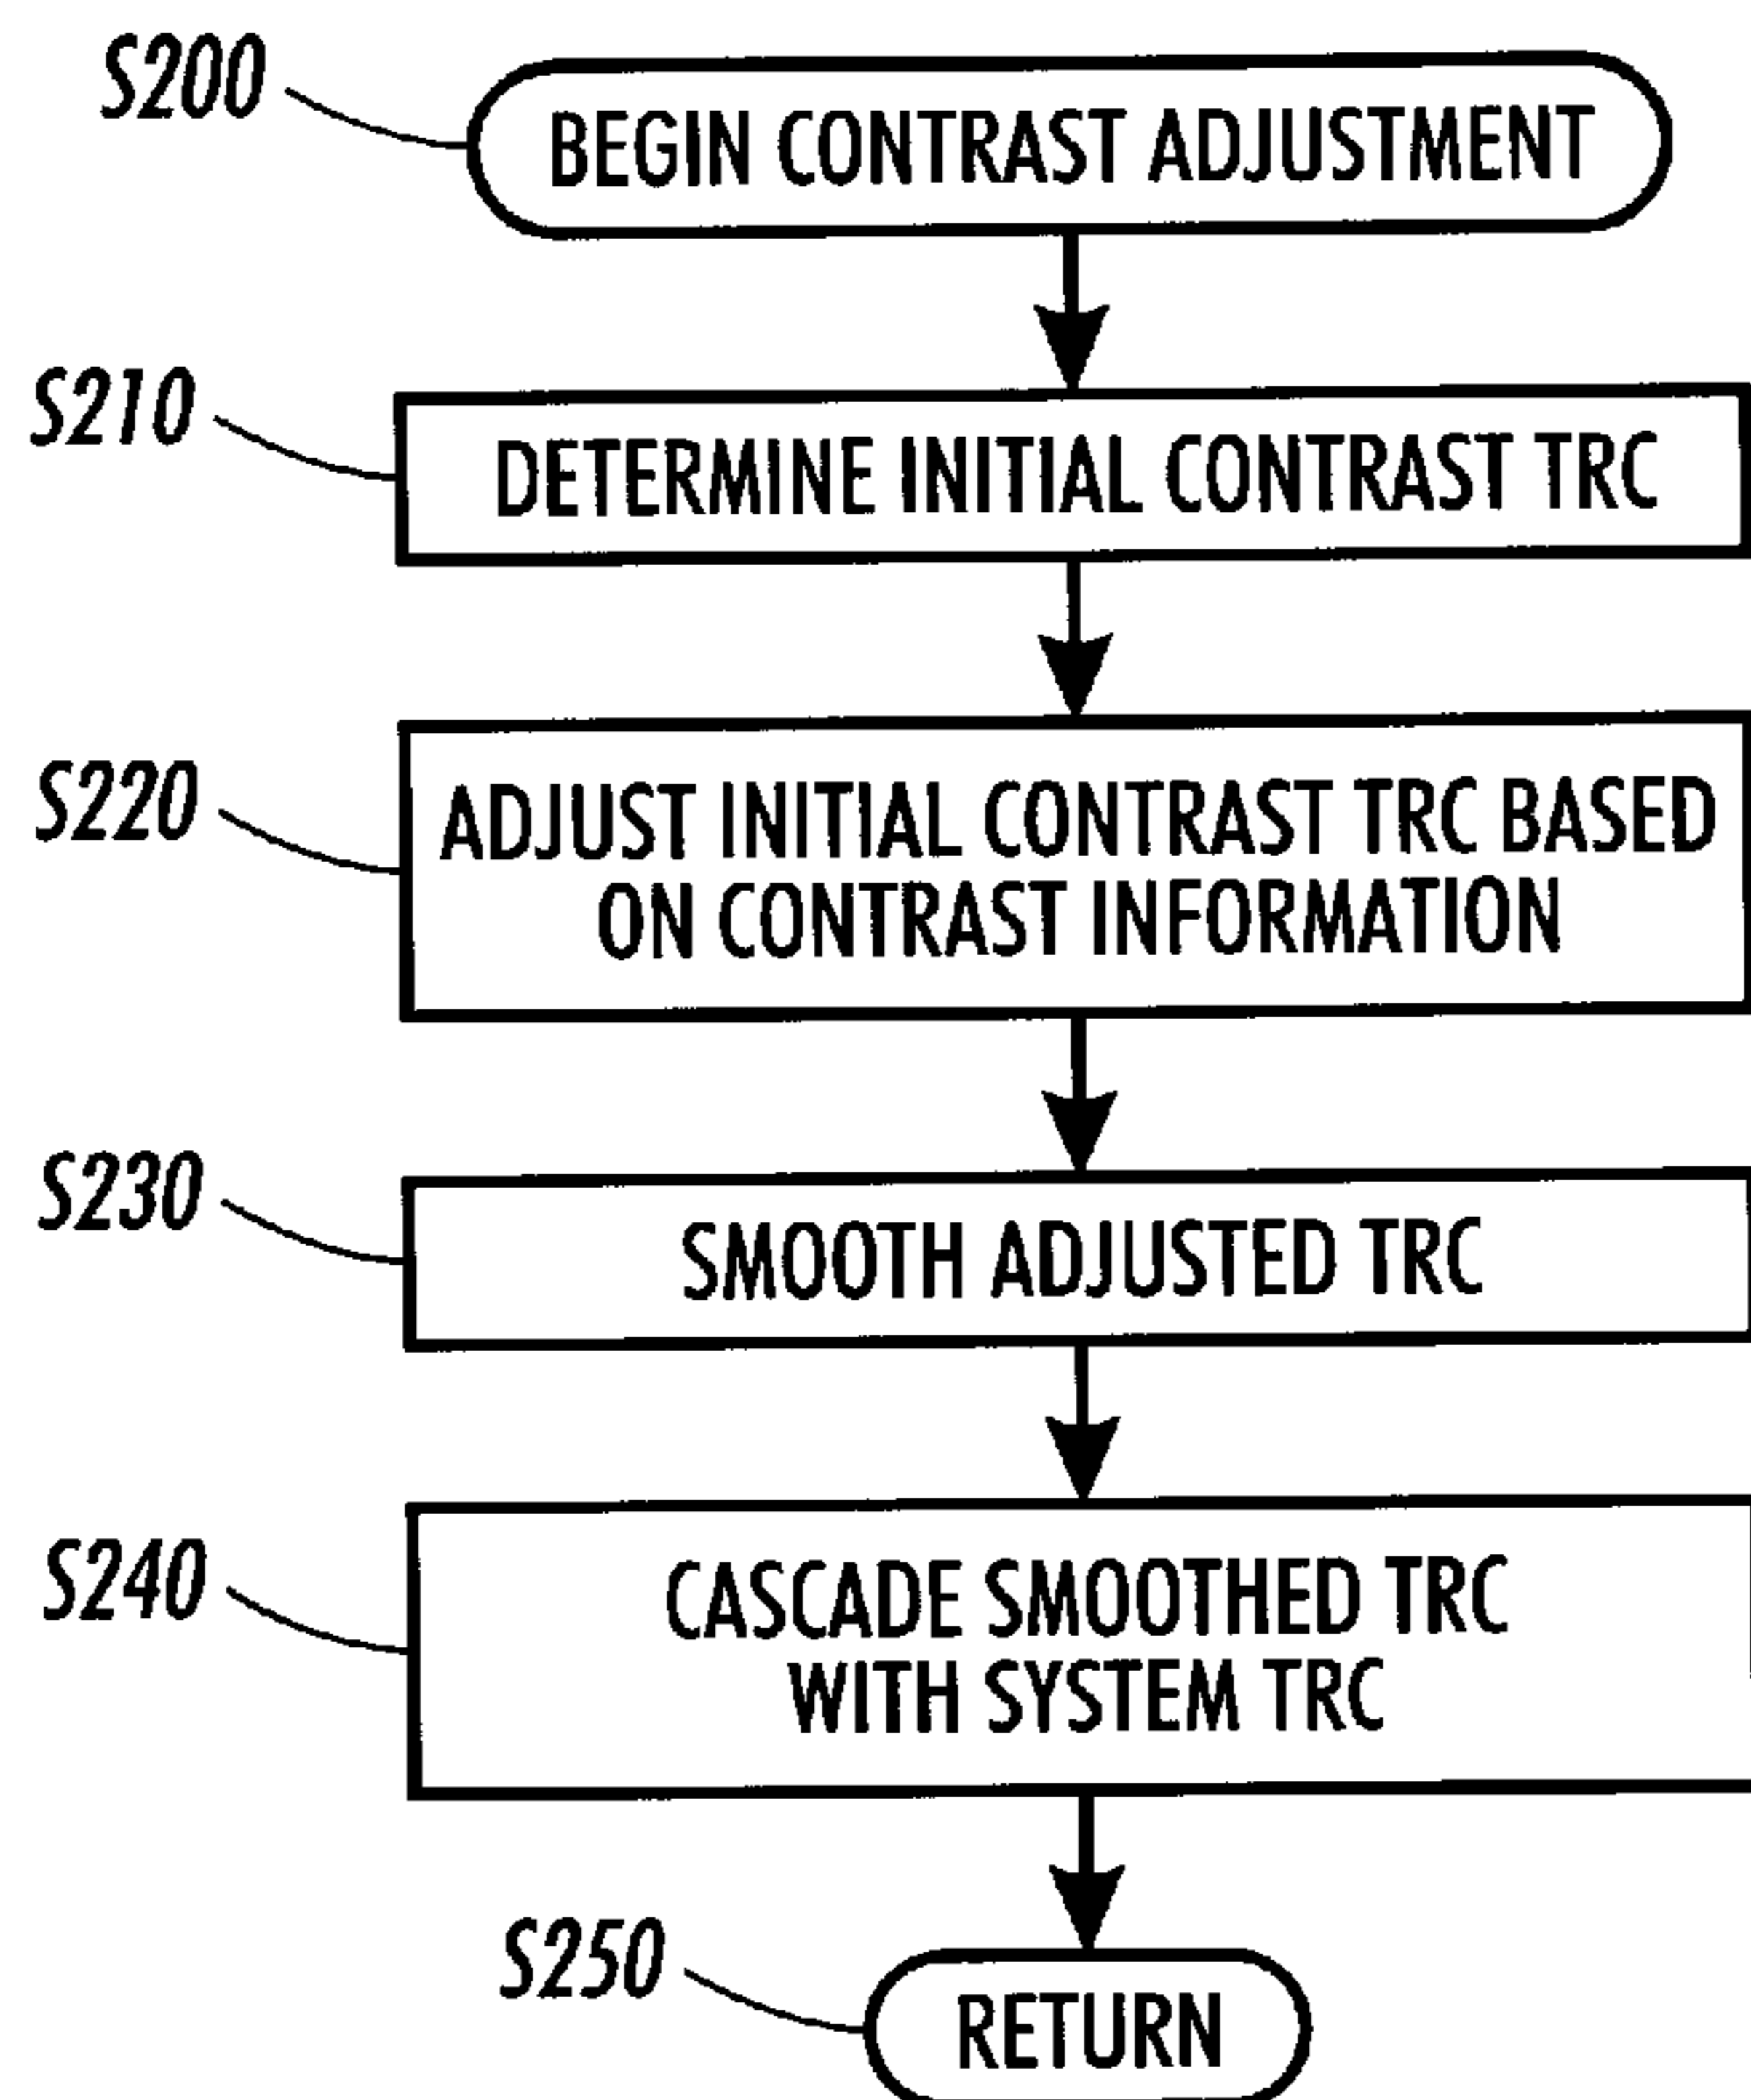 S200
BEGIN CONTRAST ADJUSTMENT
S210
DETERMINE INITIAL CONTRAST TRC
S220
ADJUST INITIAL CONTRAST TRC BASED
ON CONTRAST INFORMATION
S230
SMOOTH ADJUSTED TRC
S240
CASCADE SMOOTHED TRC
WITH SYSTEM TRC
S250
RETURN